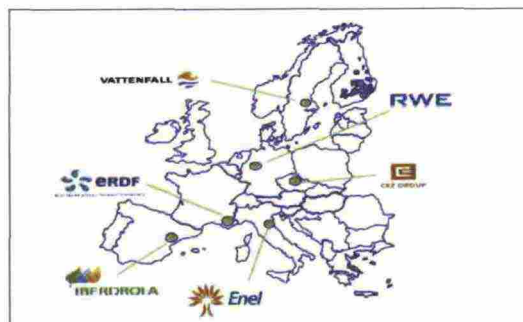 VATTENFALL
RWE
eRDF
CEZ GROUP
IBERDROLA
Enel